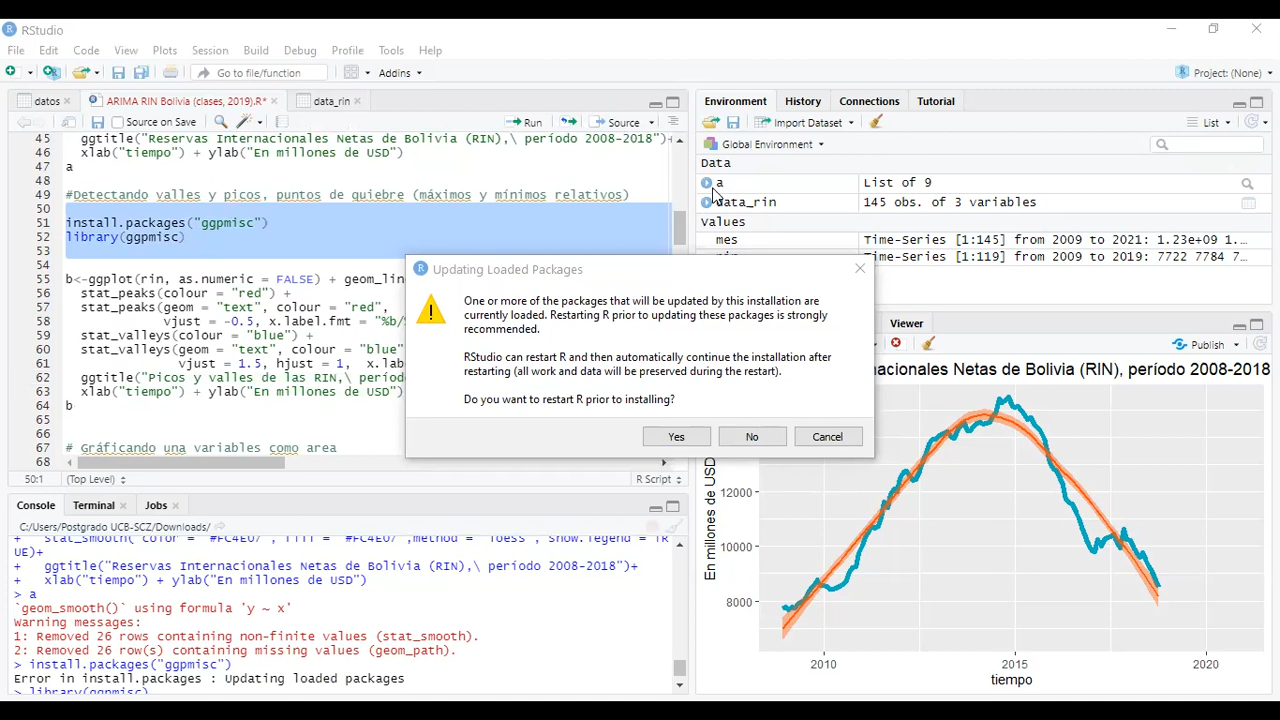 RStudio
File Edit Code View Plots Session Build Debug Profile Tools Help
Go to file/function Addins Project: (None)
datos ARIMA RIN Bolivia (clases, 2019).R* data_rin
Source on Save Run Source
45 ggtitle("Reservas Internacionales Netas de Bolivia (RIN),\ período 2008-2018")+
46 xlab("tiempo") + ylab("En millones de USD")
47 a
48
49 #Detectando valles y picos, puntos de quiebre (máximos y mínimos relativos)
50
51 install.packages("ggpmisc")
52 library(ggpmisc)
53
54
55 b<-ggplot(rin, as.numeric = FALSE) + geom_lin
56 stat_peaks(colour = "red") +
57 stat_peaks(geom = "text", colour = "red",
58 vjust = -0.5, x.label.fmt = "%b/
59 stat_valleys(colour = "blue") +
60 stat_valleys(geom = "text", colour = "blue"
61 vjust = 1.5, hjust = 1, x.la
62 ggtitle("Picos y valles de las RIN,\ períod
63 xlab("tiempo") + ylab("En millones de USD")
64 b
65
66
67 # Gráficando una variables como area
68
50:1 (Top Level) R Script
Console Terminal Jobs
C:/Users/Postgrado UCB-SCZ/Downloads/
+ stat_smooth( color = "#FC4E07", fill = "#FC4E07",method = "loess", show.legend = TR
UE)+
+ ggtitle("Reservas Internacionales Netas de Bolivia (RIN),\ período 2008-2018")+
+ xlab("tiempo") + ylab("En millones de USD")
> a
`geom_smooth()` using formula 'y ~ x'
Warning messages:
1: Removed 26 rows containing non-finite values (stat_smooth).
2: Removed 26 row(s) containing missing values (geom_path).
> install.packages("ggpmisc")
Error in install.packages : Updating loaded packages
> library(ggpmisc)
Environment History Connections Tutorial
Import Dataset List
Global Environment
Data
a List of 9
data_rin 145 obs. of 3 variables
Values
mes Time-Series [1:145] from 2009 to 2021: 1.23e+09 1...
rin Time-Series [1:119] from 2009 to 2019: 7722 7784 7...
Viewer
Publish
nacionales Netas de Bolivia (RIN), período 2008-2018
En millones de USD
12000
10000
8000
2010 2015 2020
tiempo
Updating Loaded Packages
One or more of the packages that will be updated by this installation are
currently loaded. Restarting R prior to updating these packages is strongly
recommended.
RStudio can restart R and then automatically continue the installation after
restarting (all work and data will be preserved during the restart).
Do you want to restart R prior to installing?
Yes No Cancel